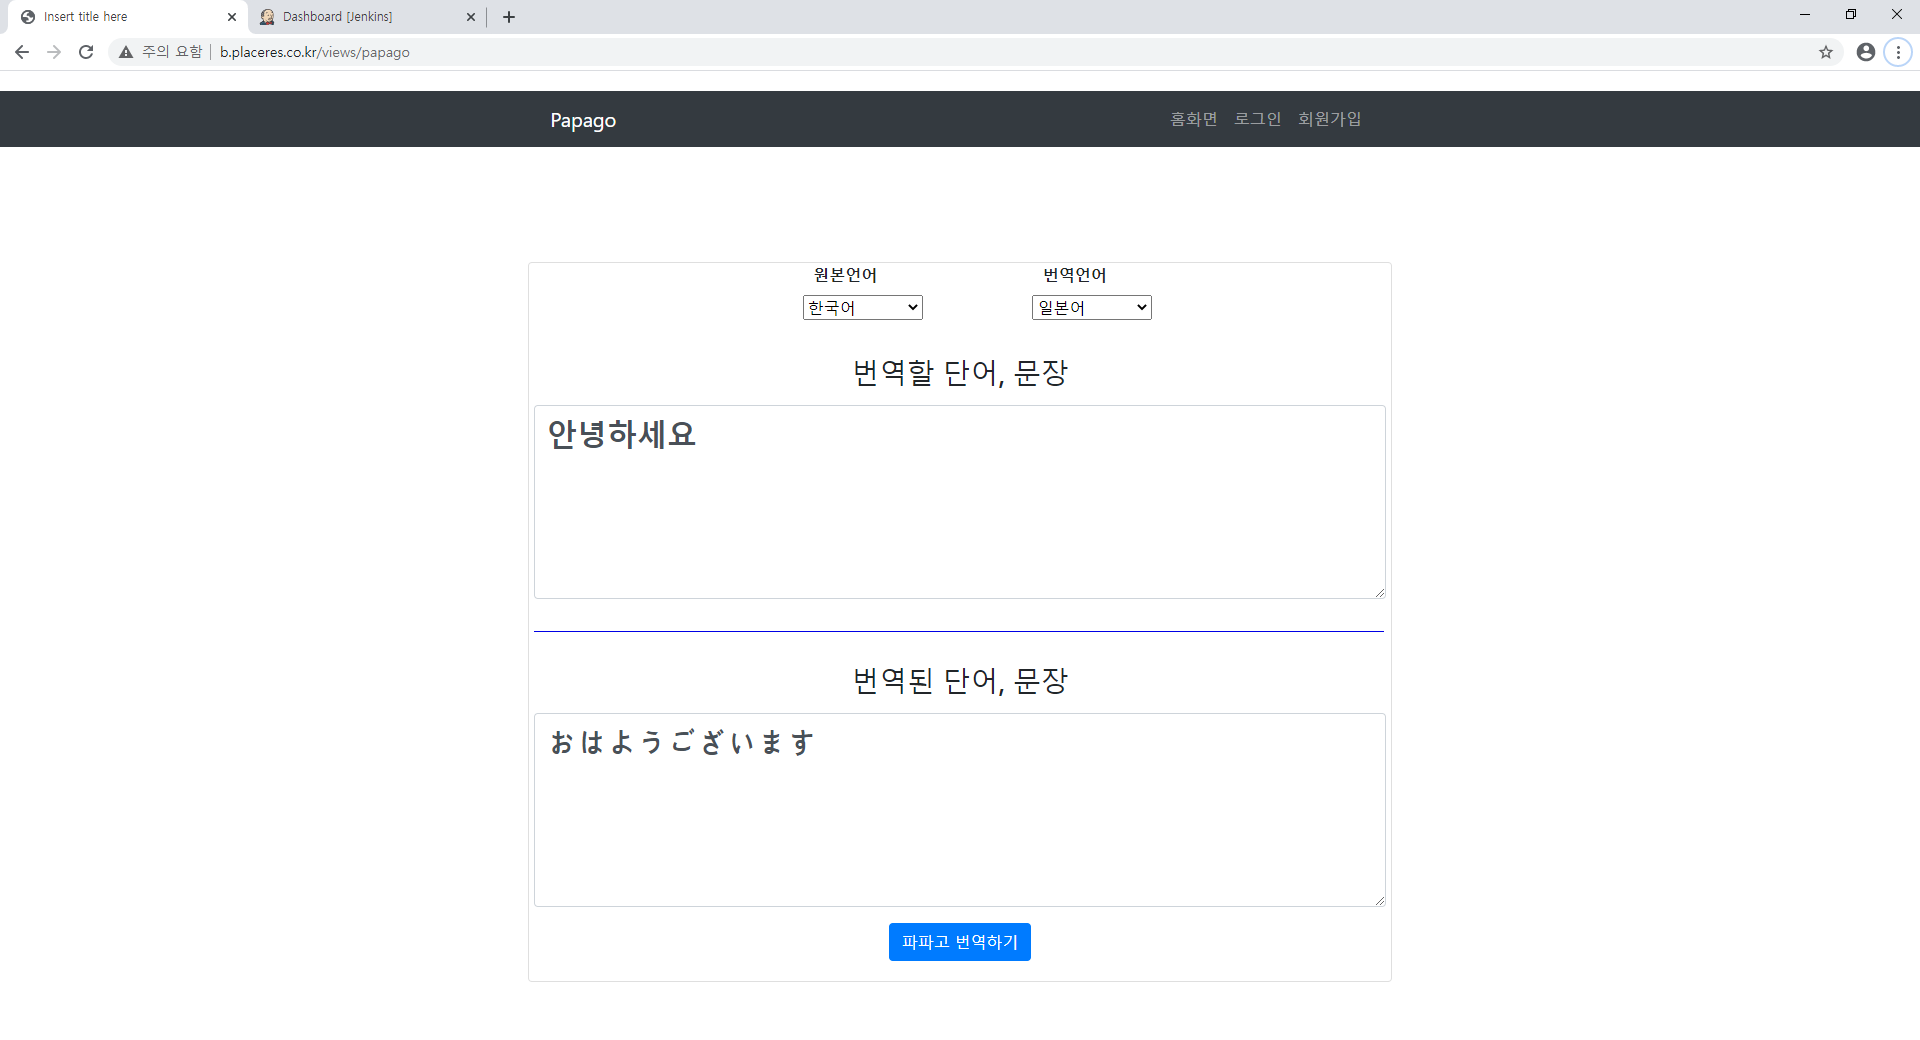 Insert title here
Dashboard [Jenkins]
주의 요함 | b.placeres.co.kr/views/papago
Papago 홈화면 로그인 회원가입
원본언어 번역언어
한국어 일본어
번역할 단어, 문장
안녕하세요
번역된 단어, 문장
おはようございます
파파고 번역하기